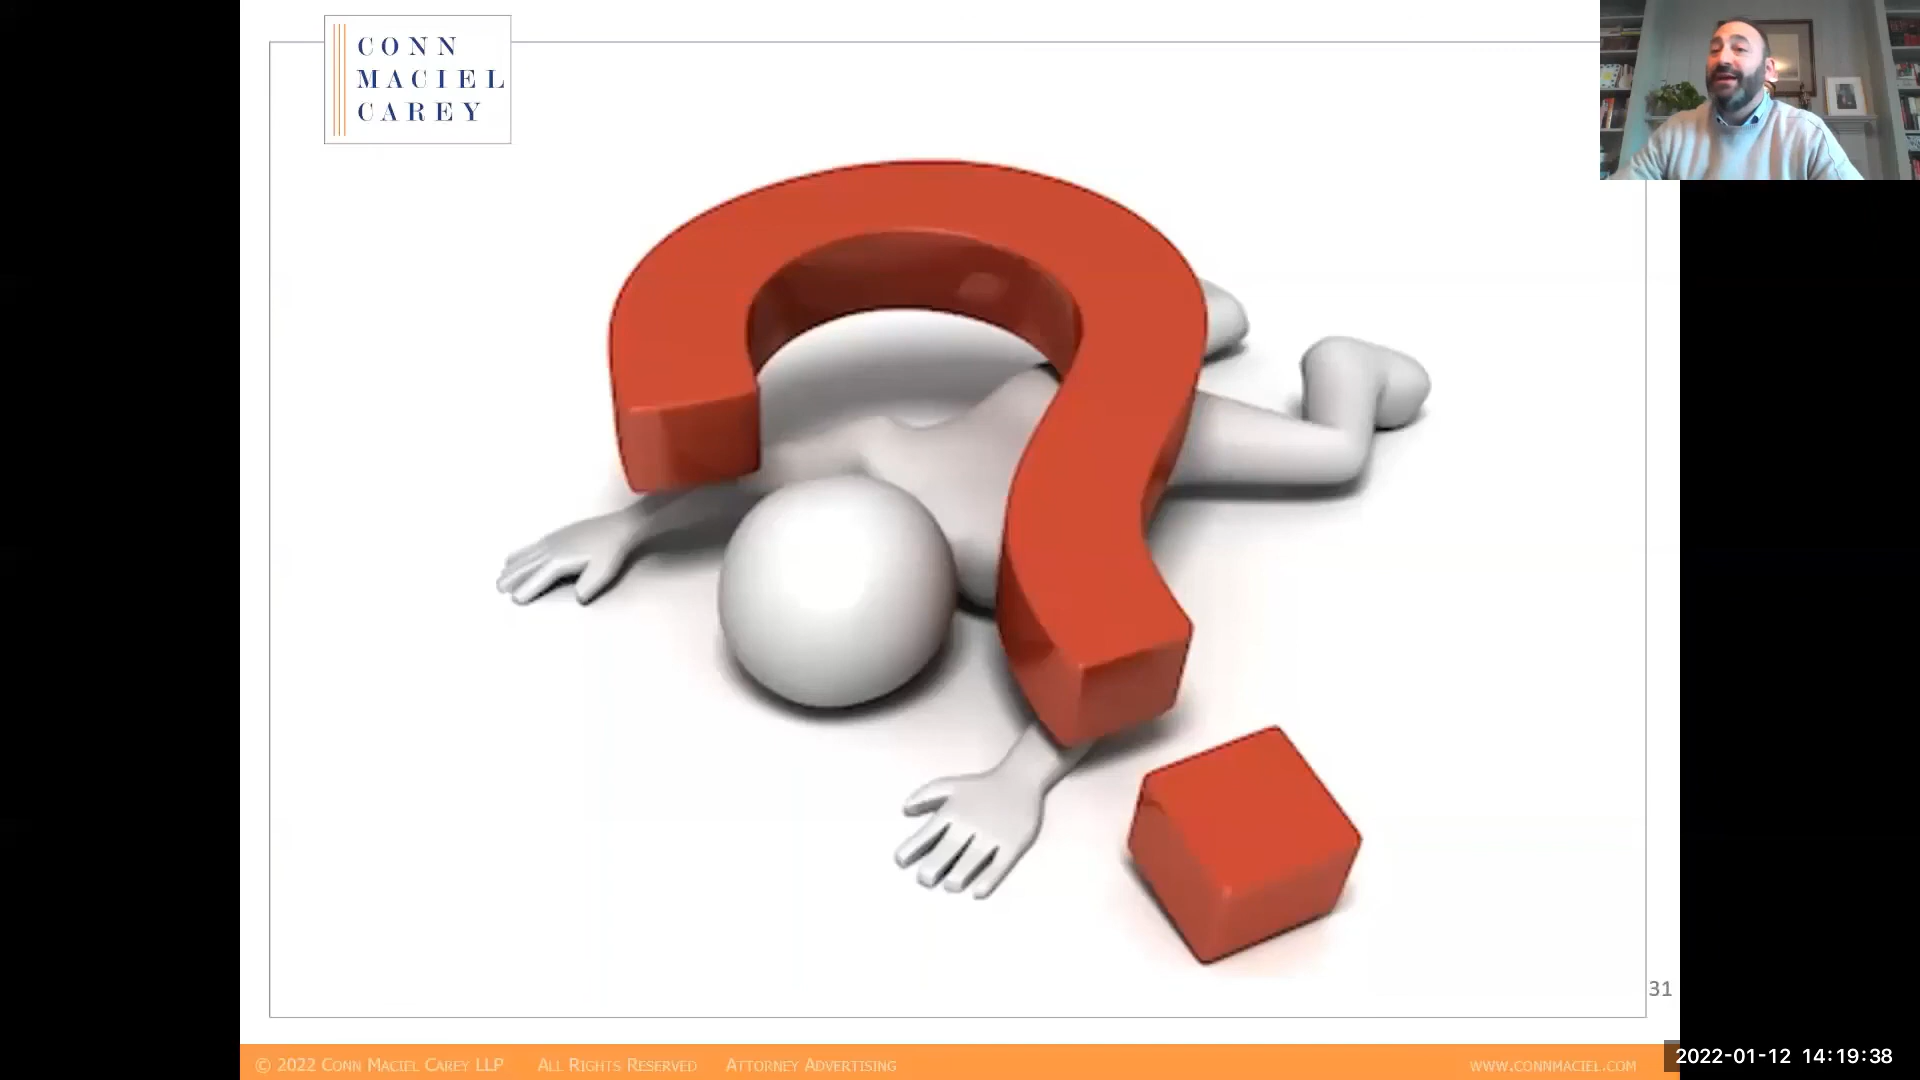 CONN
MACIEL
CAREY
31
© 2022 CONN MACIEL CAREY LLP ALL RIGHTS RESERVED ATTORNEY ADVERTISING WWW.CONNMACIEL.COM
2022-01-12 14:19:38